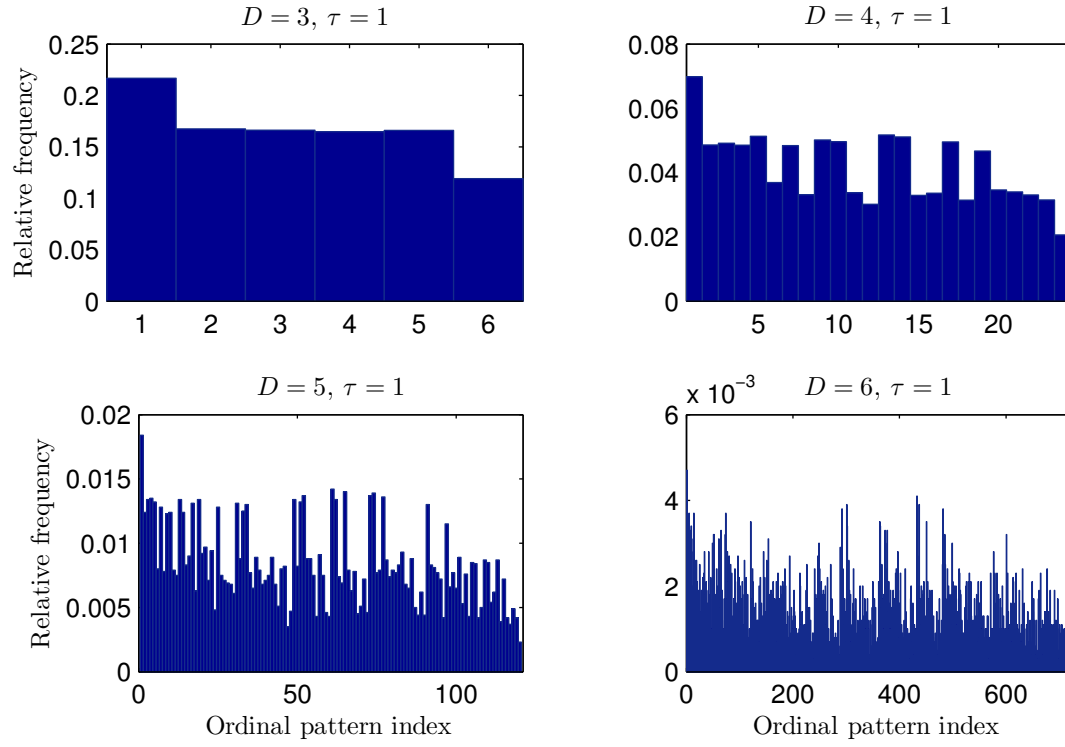 D = 3, τ = 1
0.25
0.2
0.15
0.1
0.05
0
1 2 3 4 5 6
Relative frequency
D = 4, τ = 1
0.08
0.06
0.04
0.02
0
5 10 15 20
D = 5, τ = 1
0.02
0.015
0.01
0.005
0
0 50 100
Relative frequency
Ordinal pattern index
D = 6, τ = 1
x 10⁻³
6
4
2
0
0 200 400 600
Ordinal pattern index